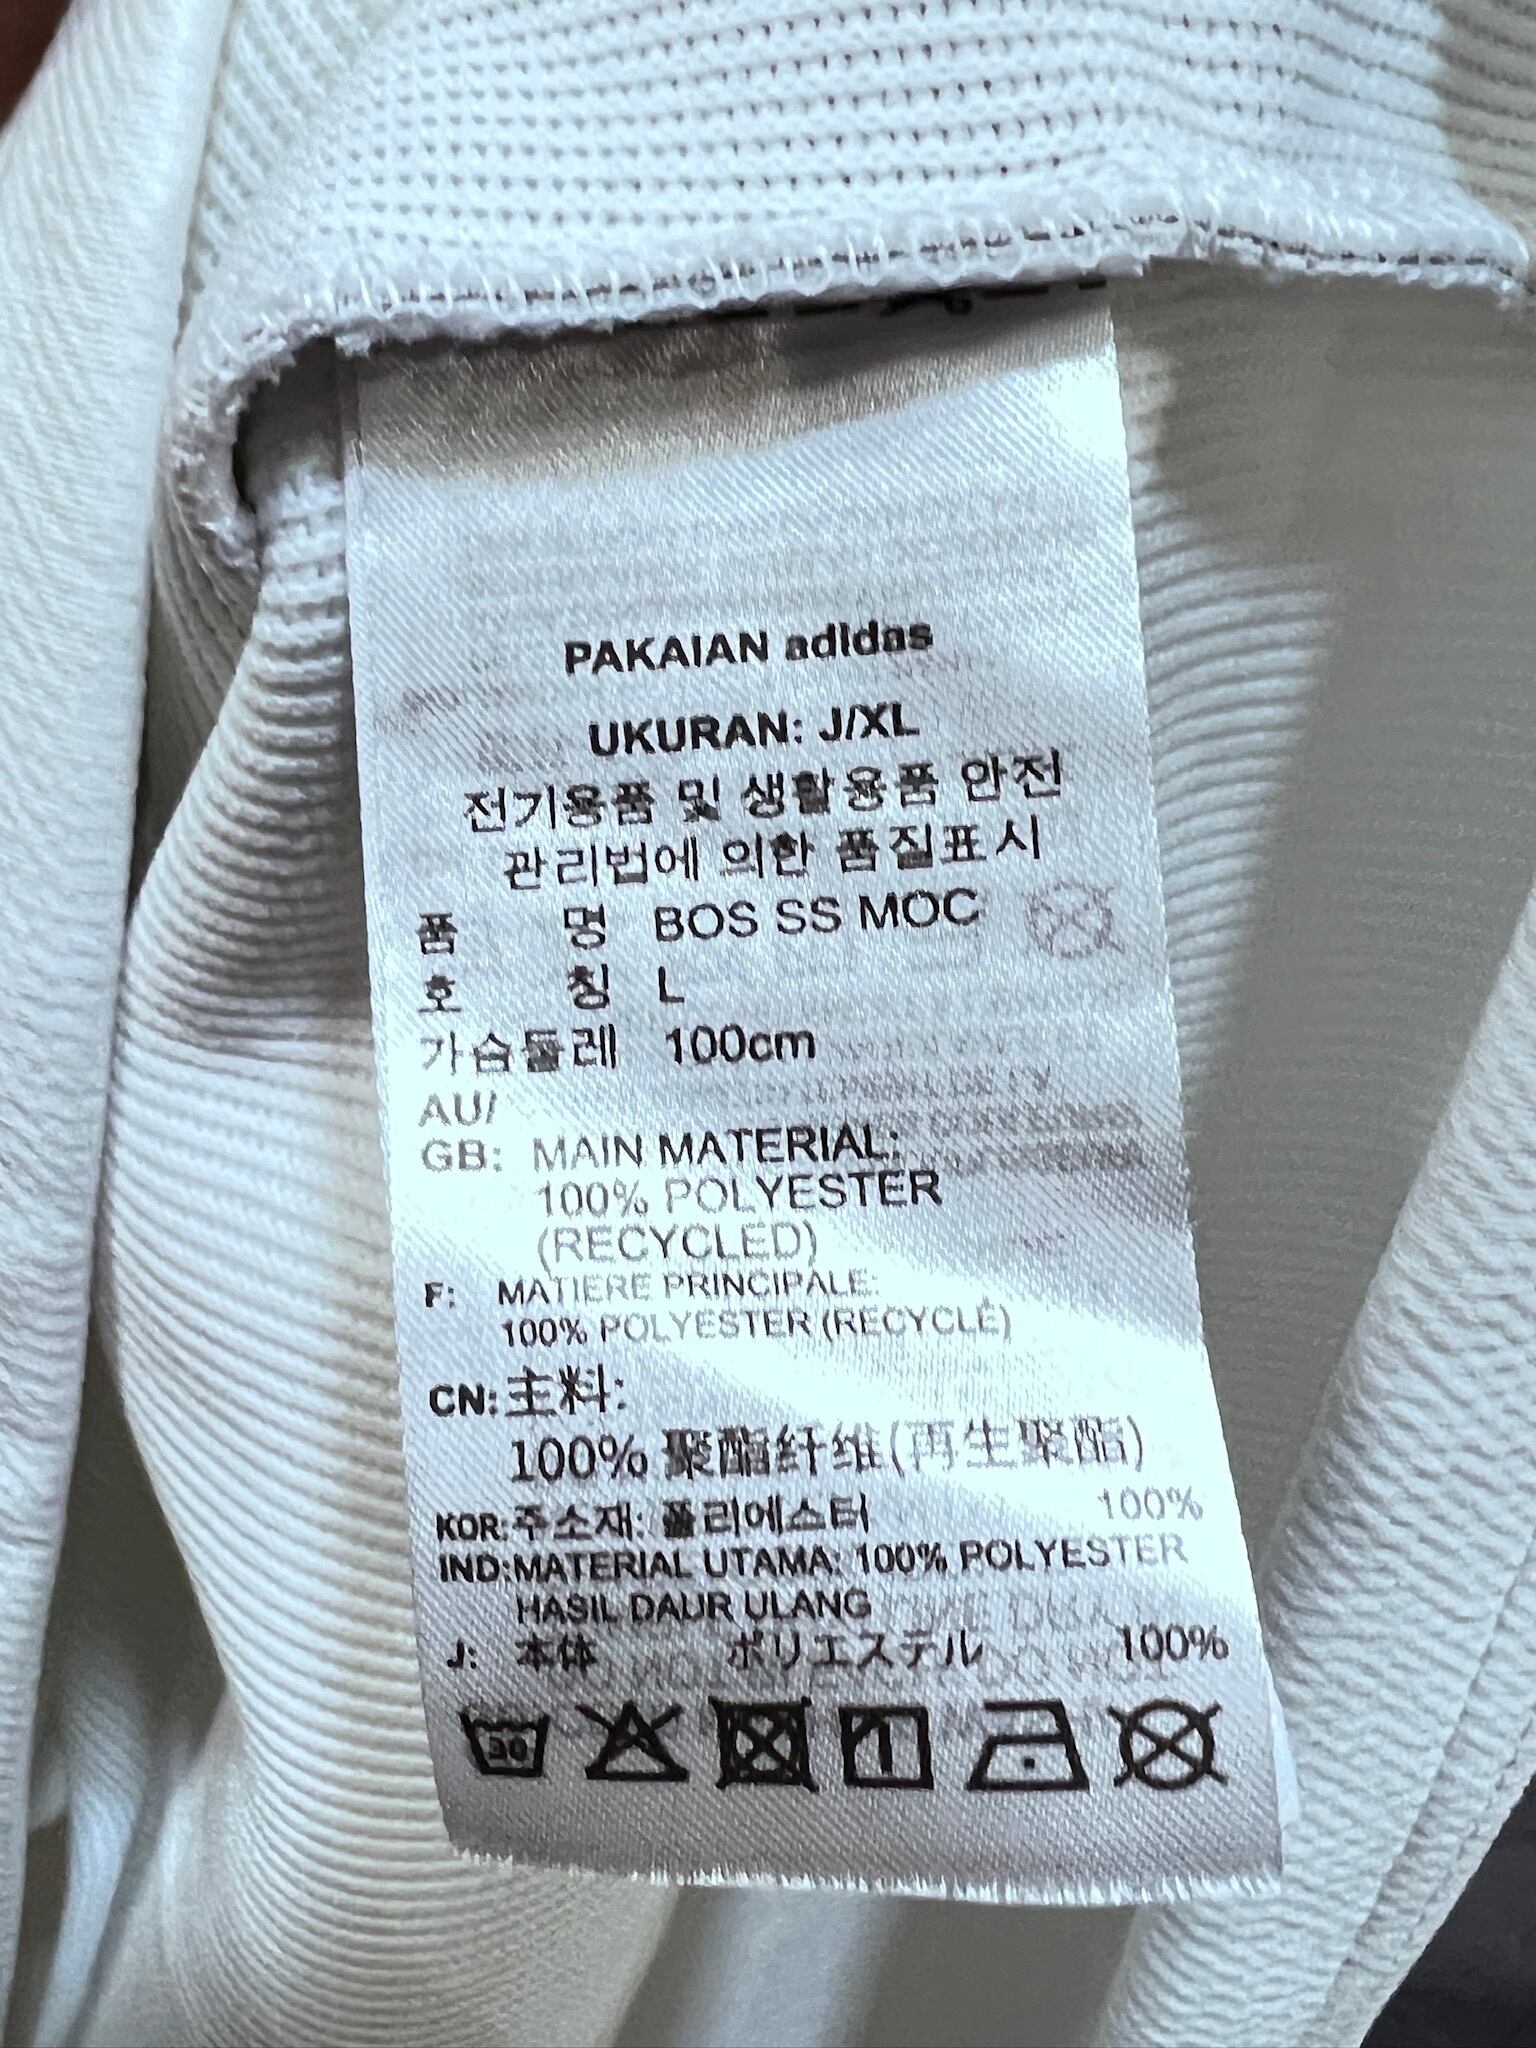 PAKAIAN adidas
UKURAN: J/XL
전기용품 및 생활용품 안전
관리법에 의한 품질표시
품 명 BOS SS MOC
호 칭 L
가슴둘레 100cm
AU/
GB: MAIN MATERIAL:
100% POLYESTER
(RECYCLED)
F: MATIERE PRINCIPALE:
100% POLYESTER (RECYCLÉ)
CN: 主料:
100% 聚酯纤维(再生聚酯)
KOR: 주소재: 폴리에스터 100%
IND: MATERIAL UTAMA: 100% POLYESTER
HASIL DAUR ULANG
J: 本体 ポリエステル 100%
30